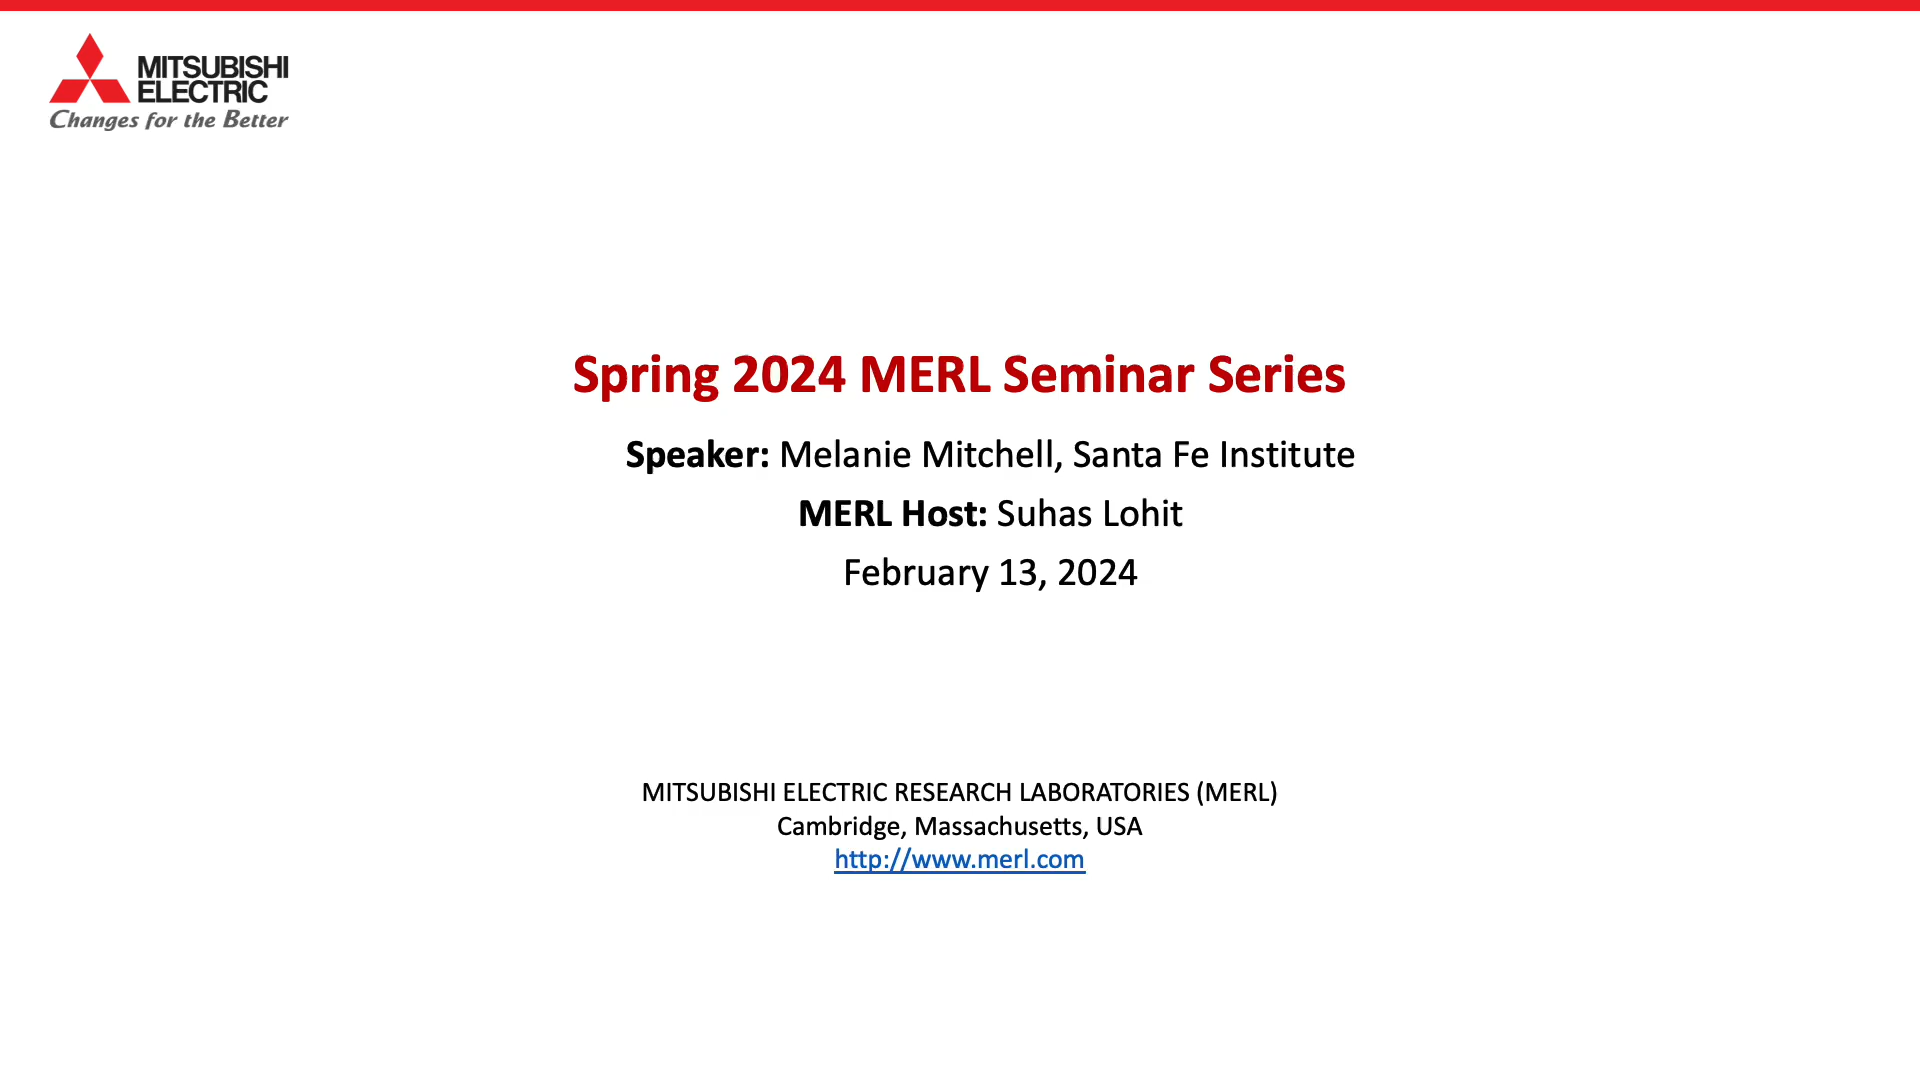 MITSUBISHI
ELECTRIC
Changes for the Better
Spring 2024 MERL Seminar Series
Speaker: Melanie Mitchell, Santa Fe Institute
MERL Host: Suhas Lohit
February 13, 2024
MITSUBISHI ELECTRIC RESEARCH LABORATORIES (MERL)
Cambridge, Massachusetts, USA
http://www.merl.com